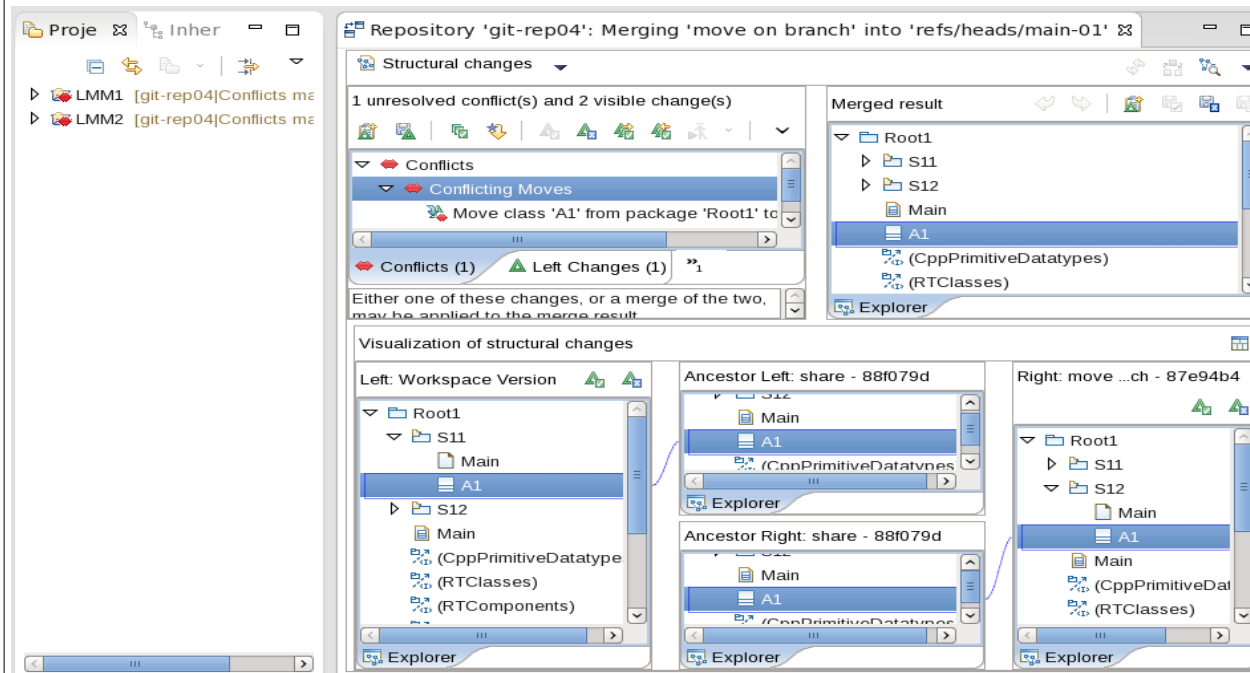 Proje
Inher
Repository 'git-rep04': Merging 'move on branch' into 'refs/heads/main-01'
LMM1 [git-rep04|Conflicts ma
LMM2 [git-rep04|Conflicts ma
Structural changes
1 unresolved conflict(s) and 2 visible change(s)
Conflicts
Conflicting Moves
Move class 'A1' from package 'Root1' to
Conflicts (1)
Left Changes (1)
»1
Either one of these changes, or a merge of the two,
may be applied to the merge result
Merged result
Root1
S11
S12
Main
A1
(CppPrimitiveDatatypes)
(RTClasses)
Explorer
Visualization of structural changes
Left: Workspace Version
Root1
S11
Main
A1
S12
Main
(CppPrimitiveDatatype
(RTClasses)
(RTComponents)
Explorer
Ancestor Left: share - 88f079d
S12
Main
A1
(CppPrimitiveDatatypes
Explorer
Ancestor Right: share - 88f079d
S12
Main
A1
(CppPrimitiveDatatypes
Explorer
Right: move ...ch - 87e94b4
Root1
S11
S12
Main
A1
Main
(CppPrimitiveDat
(RTClasses)
Explorer